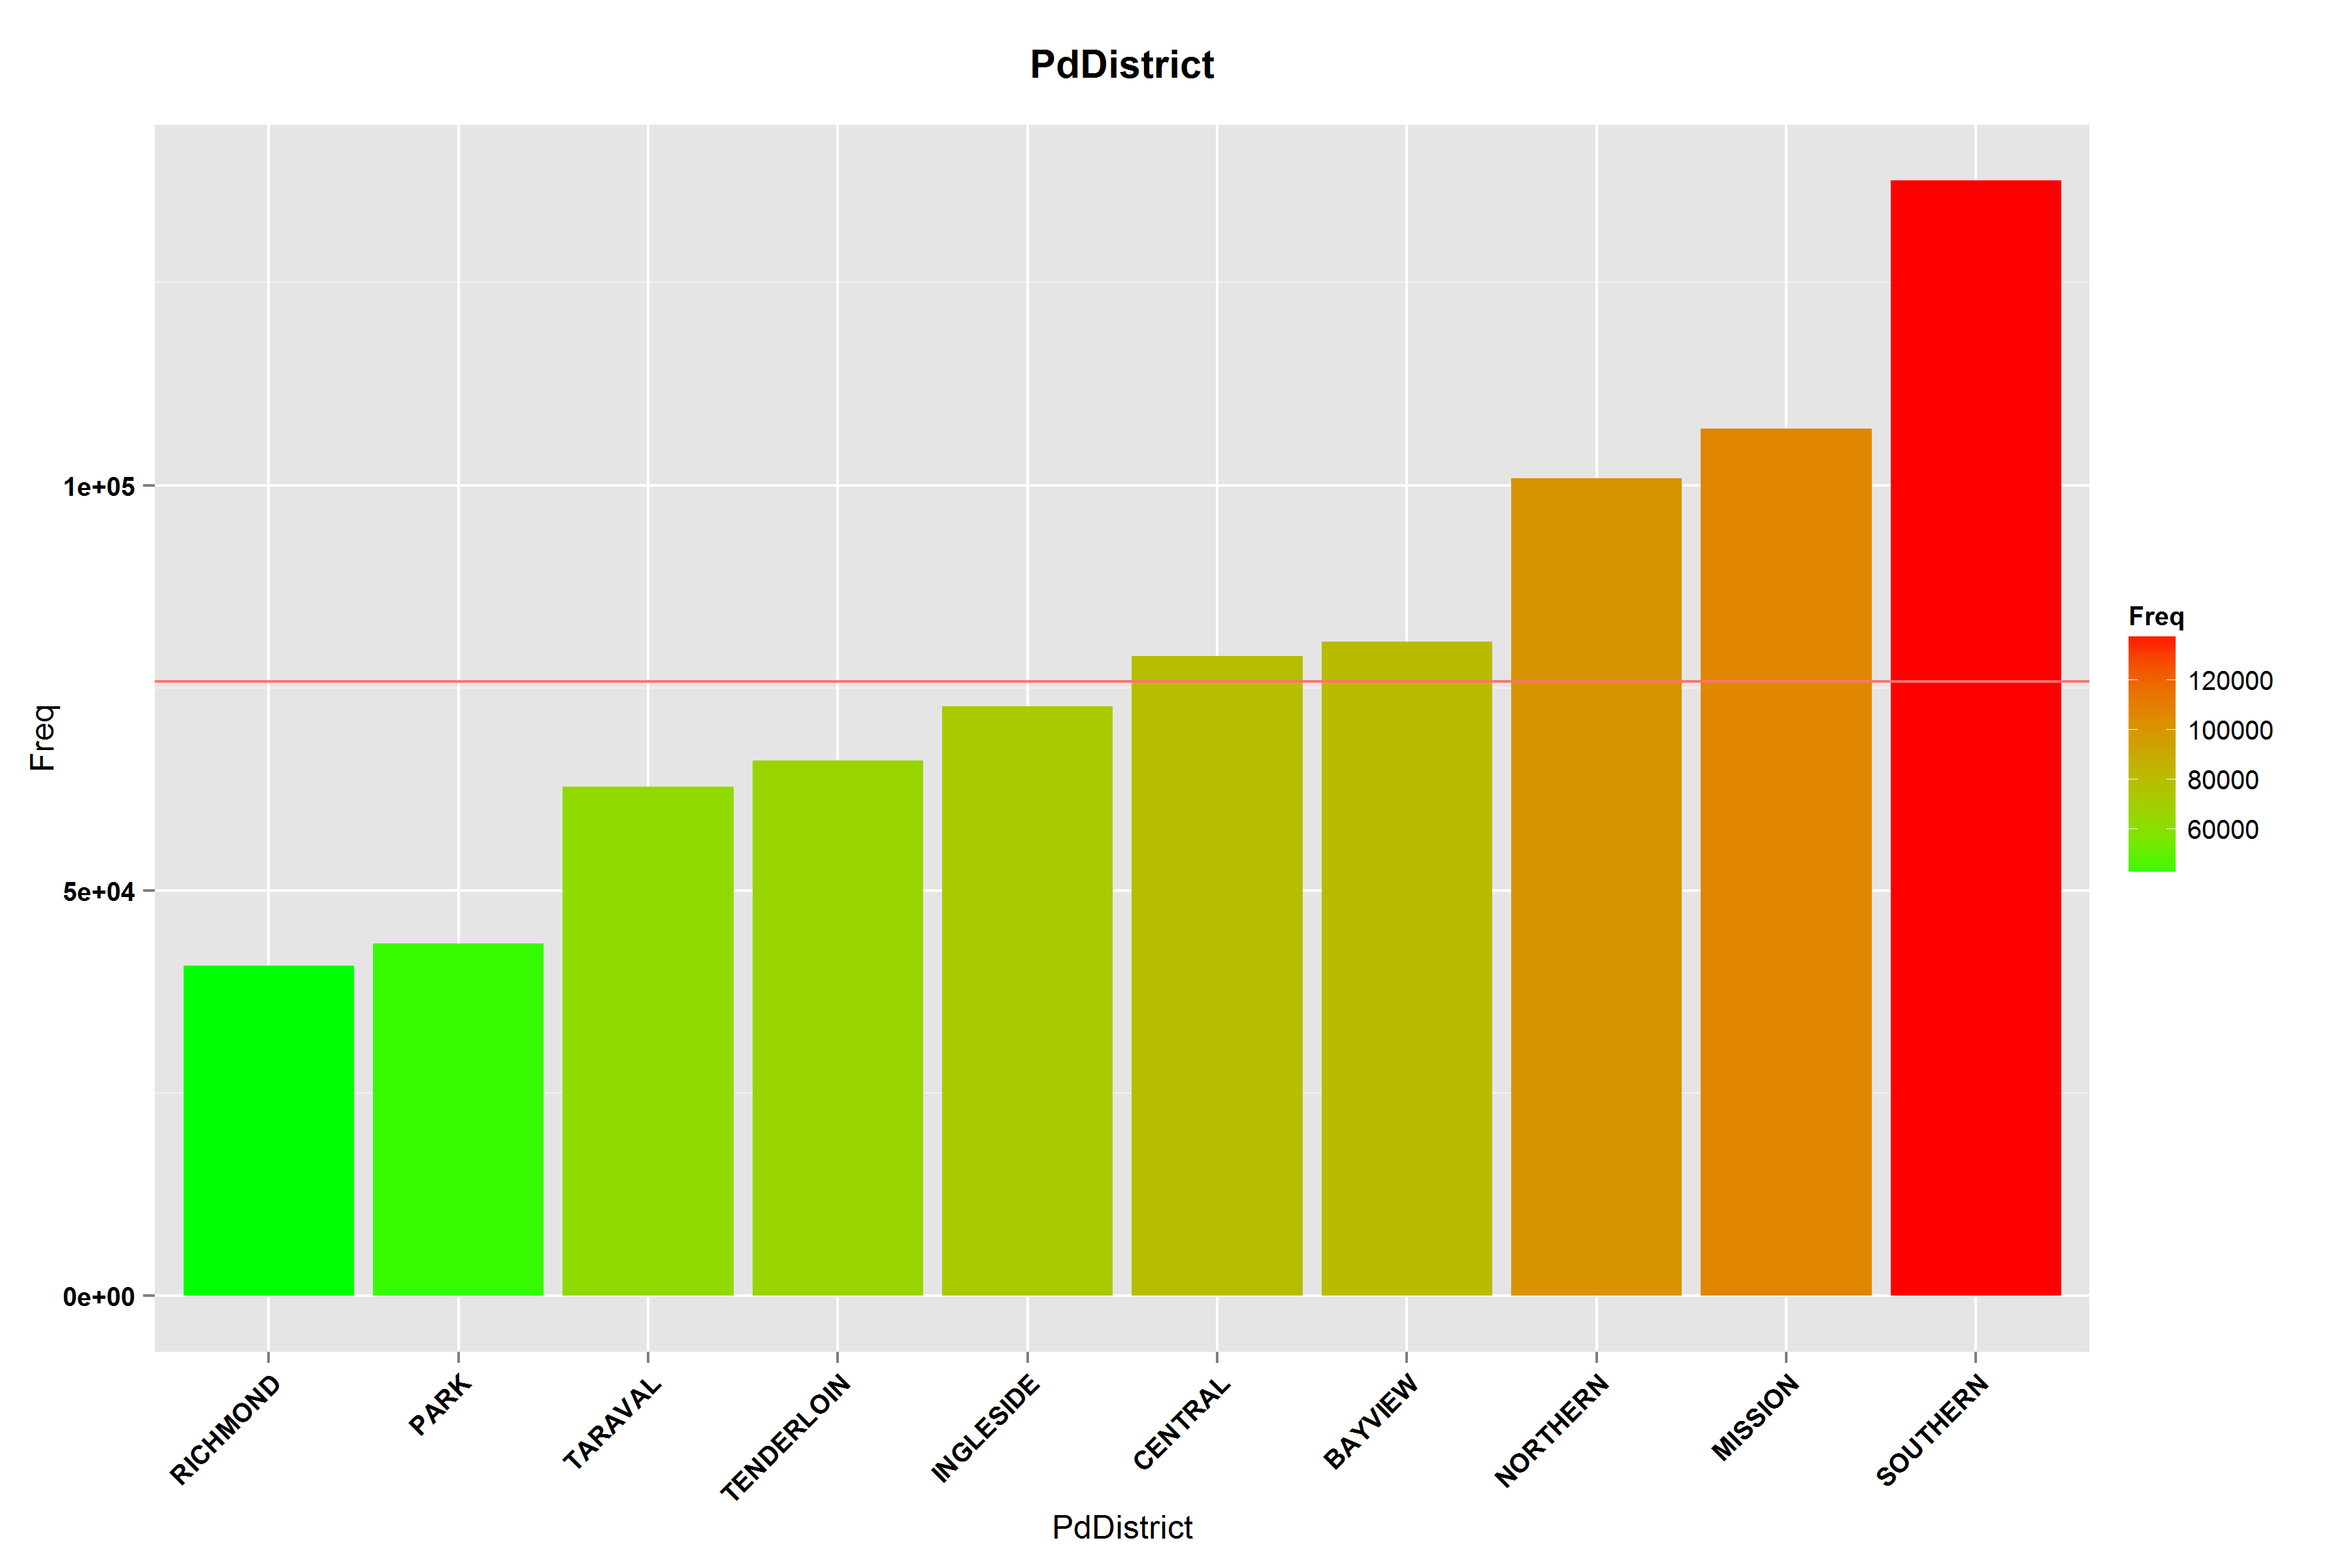 PdDistrict
1e+05
5e+04
0e+00
Freq
RICHMOND
PARK
TARAVAL
TENDERLOIN
INGLESIDE
CENTRAL
BAYVIEW
NORTHERN
MISSION
SOUTHERN
PdDistrict
Freq
120000
100000
80000
60000